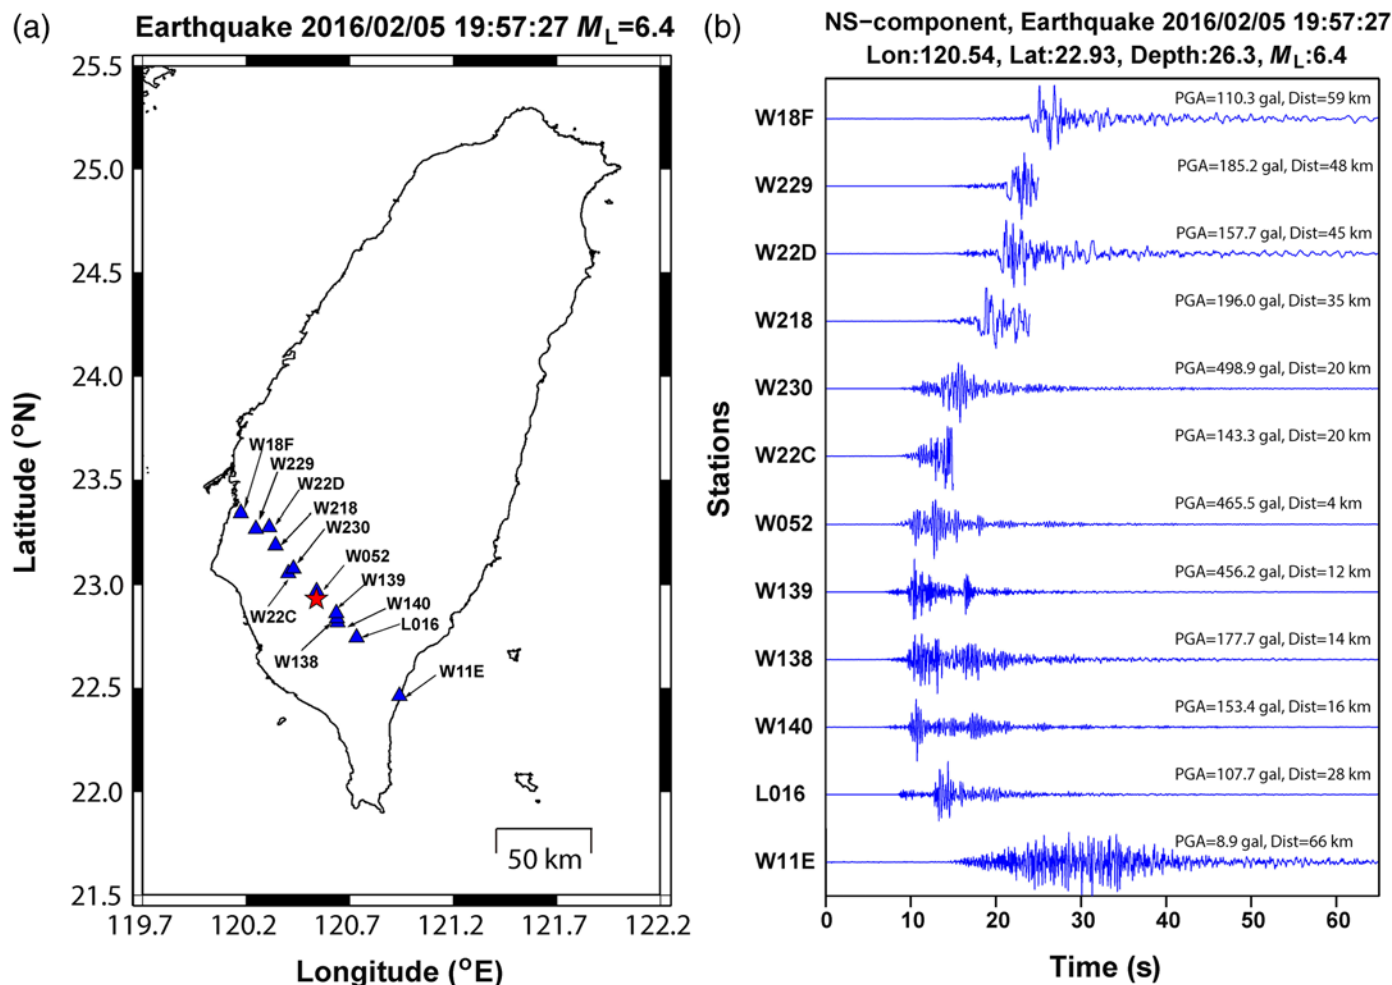 (a)
Earthquake 2016/02/05 19:57:27 ML=6.4
25.5
25.0
24.5
24.0
23.5
23.0
22.5
22.0
21.5
Latitude (°N)
W18F
W229
W22D
W218
W230
W052
W139
W22C
W140
L016
W138
W11E
50 km
119.7
120.2
120.7
121.2
121.7
122.2
Longitude (°E)
(b)
NS−component, Earthquake 2016/02/05 19:57:27
Lon:120.54, Lat:22.93, Depth:26.3, ML:6.4
Stations
W18F
PGA=110.3 gal, Dist=59 km
W229
PGA=185.2 gal, Dist=48 km
W22D
PGA=157.7 gal, Dist=45 km
W218
PGA=196.0 gal, Dist=35 km
W230
PGA=498.9 gal, Dist=20 km
W22C
PGA=143.3 gal, Dist=20 km
W052
PGA=465.5 gal, Dist=4 km
W139
PGA=456.2 gal, Dist=12 km
W138
PGA=177.7 gal, Dist=14 km
W140
PGA=153.4 gal, Dist=16 km
L016
PGA=107.7 gal, Dist=28 km
W11E
PGA=8.9 gal, Dist=66 km
0
10
20
30
40
50
60
Time (s)